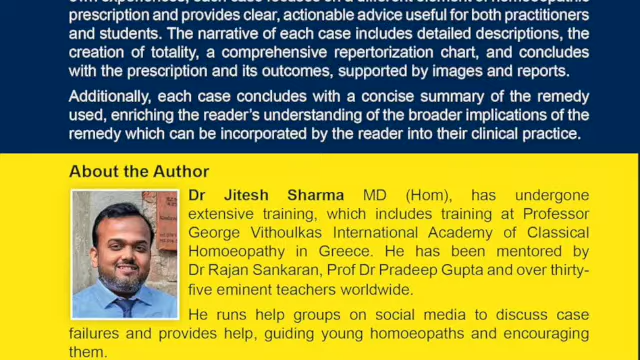 own experiences, each case focuses on a different element of homoeopathic
prescription and provides clear, actionable advice useful for both practitioners
and students. The narrative of each case includes detailed descriptions, the
creation of totality, a comprehensive repertorization chart, and concludes
with the prescription and its outcomes, supported by images and reports.
Additionally, each case concludes with a concise summary of the remedy
used, enriching the reader's understanding of the broader implications of the
remedy which can be incorporated by the reader into their clinical practice.
About the Author
Dr Jitesh Sharma MD (Hom), has undergone
extensive training, which includes training at Professor
George Vithoulkas International Academy of Classical
Homoeopathy in Greece. He has been mentored by
Dr Rajan Sankaran, Prof Dr Pradeep Gupta and over thirty-
five eminent teachers worldwide.
He runs help groups on social media to discuss case
failures and provides help, guiding young homoeopaths and encouraging
them.